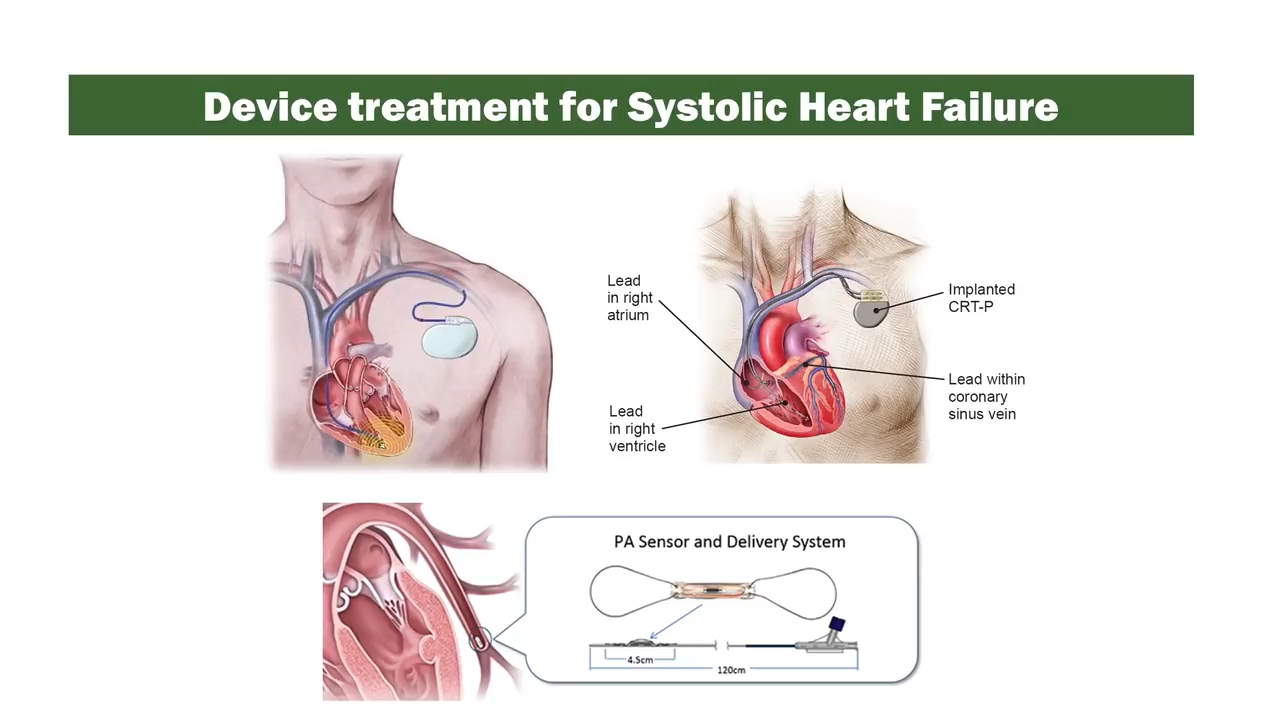 Device treatment for Systolic Heart Failure
Lead
in right
atrium
Implanted
CRT-P
Lead within
coronary
sinus vein
Lead
in right
ventricle
PA Sensor and Delivery System
4.5cm
120cm